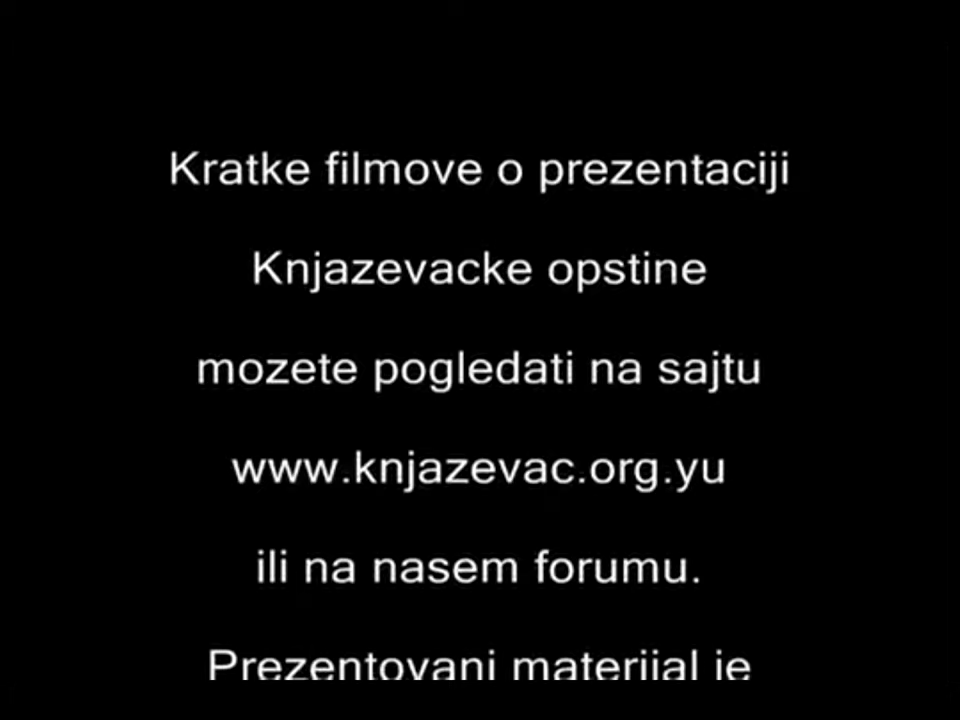 Kratke filmove o prezentaciji
Knjazevacke opstine
mozete pogledati na sajtu
www.knjazevac.org.yu
ili na nasem forumu.
Prezentovani materijal je